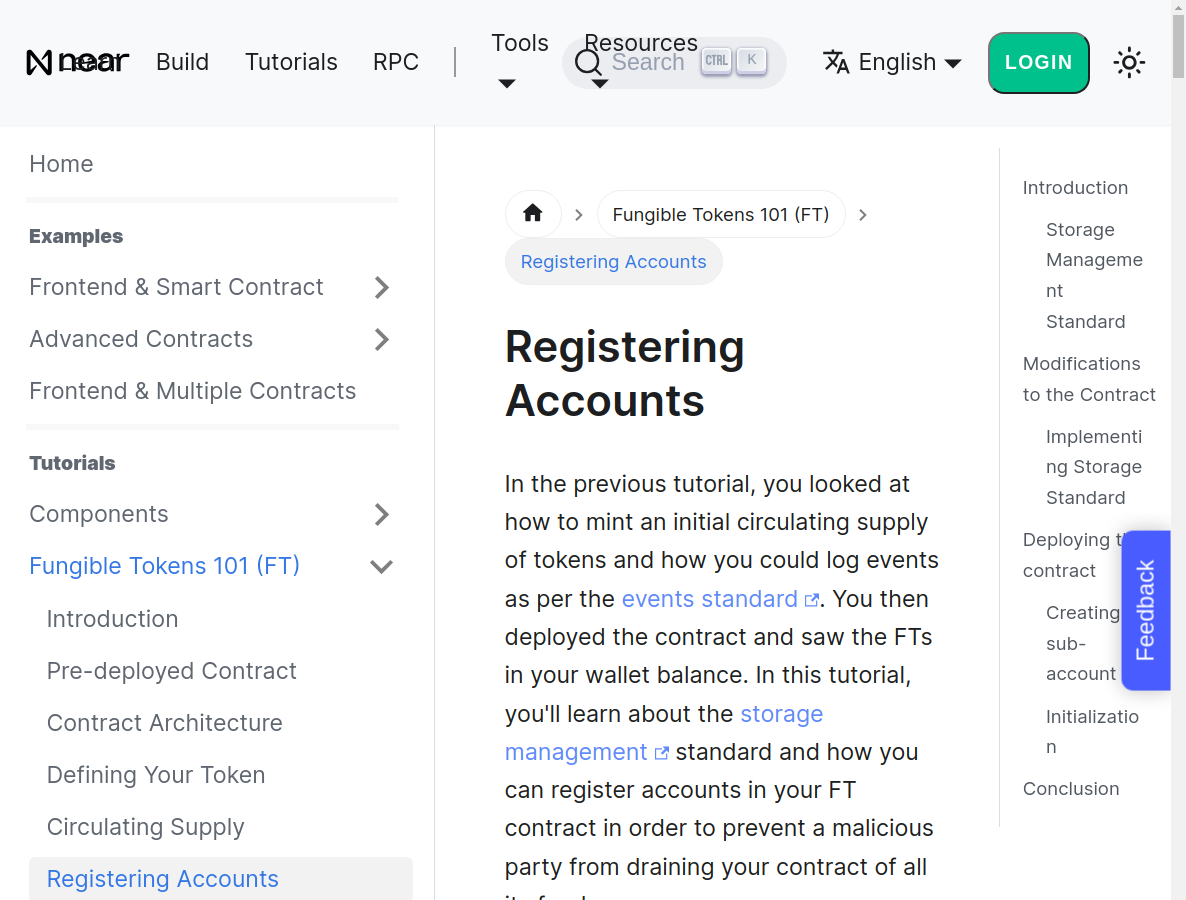 near
Learn
Build
Tutorials
RPC
Tools
Resources
Search
CTRL
K
English
LOGIN
Home
Examples
Frontend & Smart Contract
Advanced Contracts
Frontend & Multiple Contracts
Tutorials
Components
Fungible Tokens 101 (FT)
Introduction
Pre-deployed Contract
Contract Architecture
Defining Your Token
Circulating Supply
Registering Accounts
Fungible Tokens 101 (FT)
Registering Accounts
Registering
Accounts
In the previous tutorial, you looked at
how to mint an initial circulating supply
of tokens and how you could log events
as per the events standard. You then
deployed the contract and saw the FTs
in your wallet balance. In this tutorial,
you'll learn about the storage
management standard and how you
can register accounts in your FT
contract in order to prevent a malicious
party from draining your contract of all
Introduction
Storage
Manageme
nt
Standard
Modifications
to the Contract
Implementi
ng Storage
Standard
Deploying
contract
Creating
sub-
account
Initializatio
n
Conclusion
Feedback